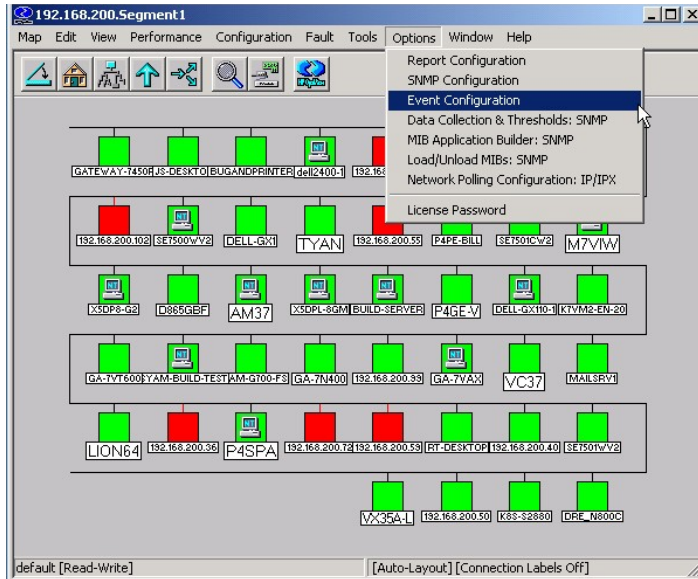 192.168.200.Segment1
Map Edit View Performance Configuration Fault Tools Options Window Help
Report Configuration
SNMP Configuration
Event Configuration
Data Collection & Thresholds: SNMP
MIB Application Builder: SNMP
Load/Unload MIBs: SNMP
Network Polling Configuration: IP/IPX
License Password
GATEWAY-7450R JS-DESKTO BUGANDPRINTER dell2400-1 192.168
192.168.200.102 SE7500WV2 DELL-GX1 TYAN 192.168.200.55 P4PE-BILL SE7501CW2 M7VIW
X5DP8-G2 D865GBF AM37 X5DPL-8GM BUILD-SERVER P4GE-V DELL-GX110-1 K7VM2-EN-20
GA-7VT600 SYAM-BUILD-TEST AM-G700-FS GA-7N400 192.168.200.99 GA-7VAX VC37 MAILSRV1
LION64 192.168.200.36 P4SPA 192.168.200.72 192.168.200.59 RT-DESKTOP 192.168.200.40 SE7501WV2
VX35A-L 192.168.200.50 K8S-S2880 DRE_N800C
default [Read-Write] [Auto-Layout] [Connection Labels Off]